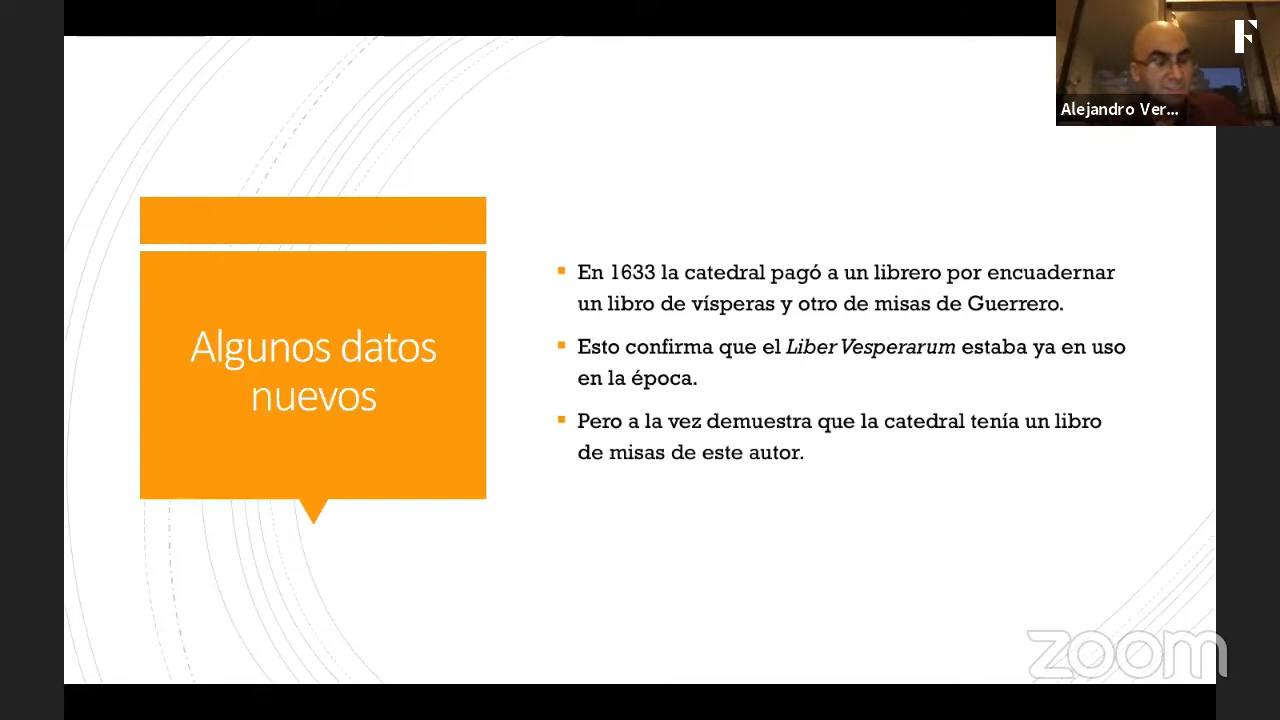 Alejandro Ver...
Algunos datos
nuevos
En 1633 la catedral pagó a un librero por encuadernar
un libro de vísperas y otro de misas de Guerrero.
Esto confirma que el Liber Vesperarum estaba ya en uso
en la época.
Pero a la vez demuestra que la catedral tenía un libro
de misas de este autor.
zoom